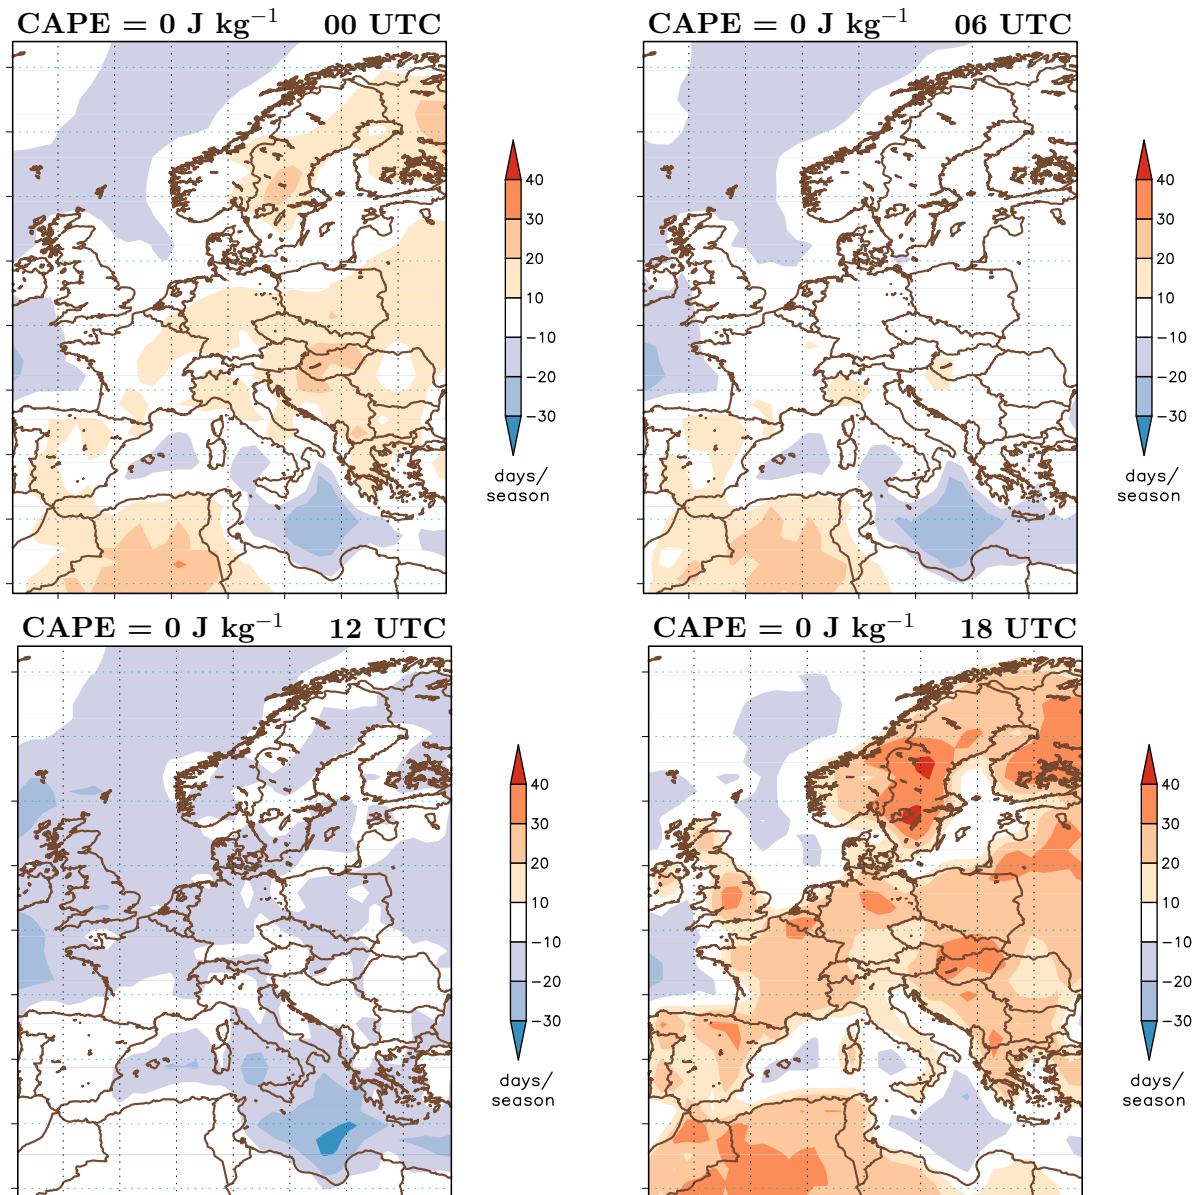 CAPE = 0 J kg⁻¹ 00 UTC
40
30
20
10
−10
−20
−30
days/
season
CAPE = 0 J kg⁻¹ 06 UTC
40
30
20
10
−10
−20
−30
days/
season
CAPE = 0 J kg⁻¹ 12 UTC
40
30
20
10
−10
−20
−30
days/
season
CAPE = 0 J kg⁻¹ 18 UTC
40
30
20
10
−10
−20
−30
days/
season